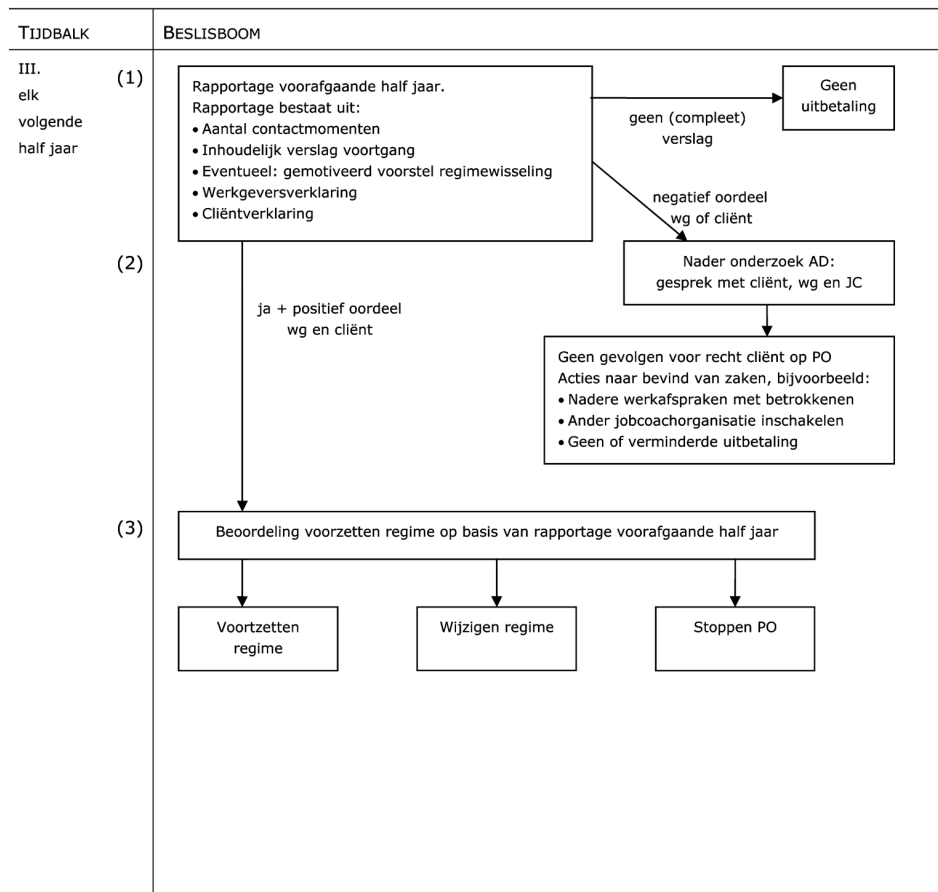 TIJDBALK
BESLISBOOM
III.
elk
volgende
half jaar
(1)
Rapportage voorafgaande half jaar.
Rapportage bestaat uit:
• Aantal contactmomenten
• Inhoudelijk verslag voortgang
• Eventueel: gemotiveerd voorstel regimewisseling
• Werkgeversverklaring
• Cliëntverklaring
geen (compleet)
verslag
Geen
uitbetaling
negatief oordeel
wg of cliënt
(2)
Nader onderzoek AD:
gesprek met cliënt, wg en JC
ja + positief oordeel
wg en cliënt
Geen gevolgen voor recht cliënt op PO
Acties naar bevind van zaken, bijvoorbeeld:
• Nadere werkafspraken met betrokkenen
• Ander jobcoachorganisatie inschakelen
• Geen of verminderde uitbetaling
(3)
Beoordeling voorzetten regime op basis van rapportage voorafgaande half jaar
Voortzetten
regime
Wijzigen regime
Stoppen PO